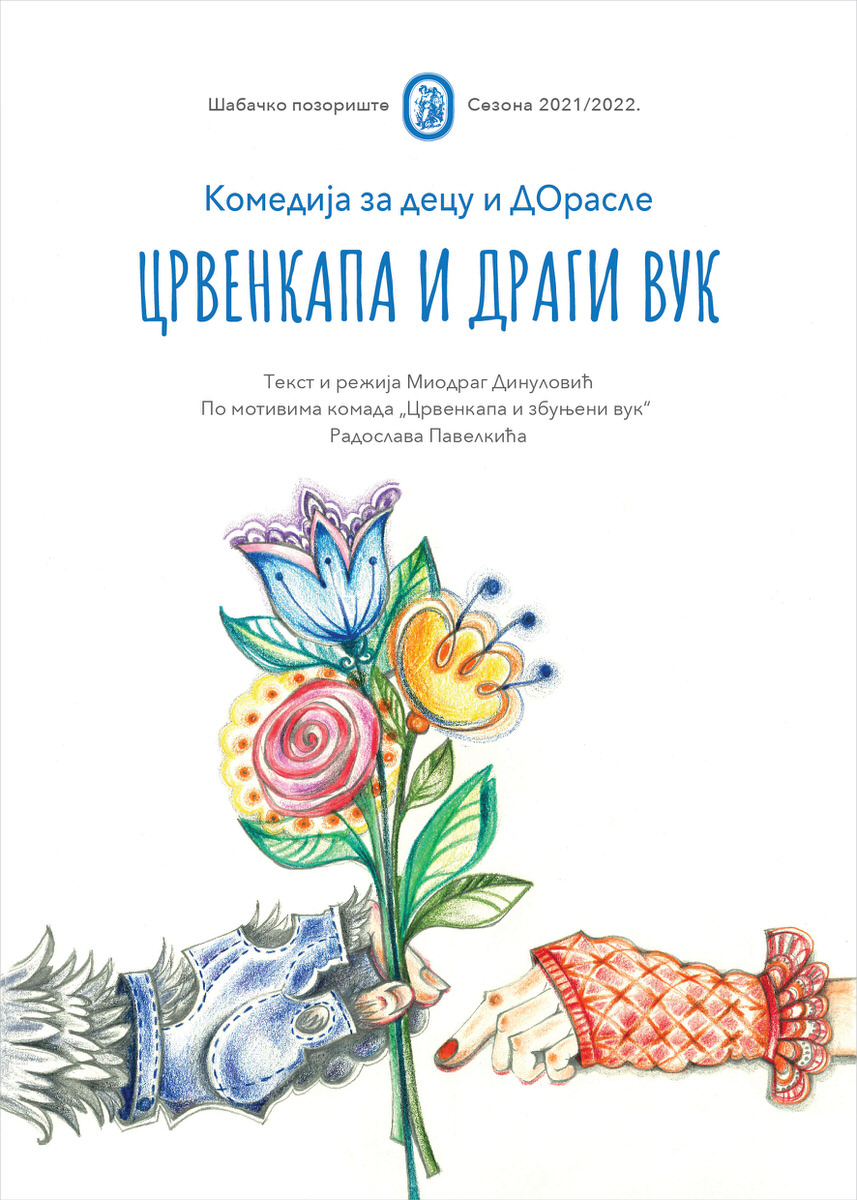 Шабачко позориште Сезона 2021/2022.
Комедија за децу и ДОрасле
ЦРВЕНКАПА И ДРАГИ ВУК
Текст и режија Миодраг Динуловић
По мотивима комада „Црвенкапа и збуњени вук“
Радослава Павелкића